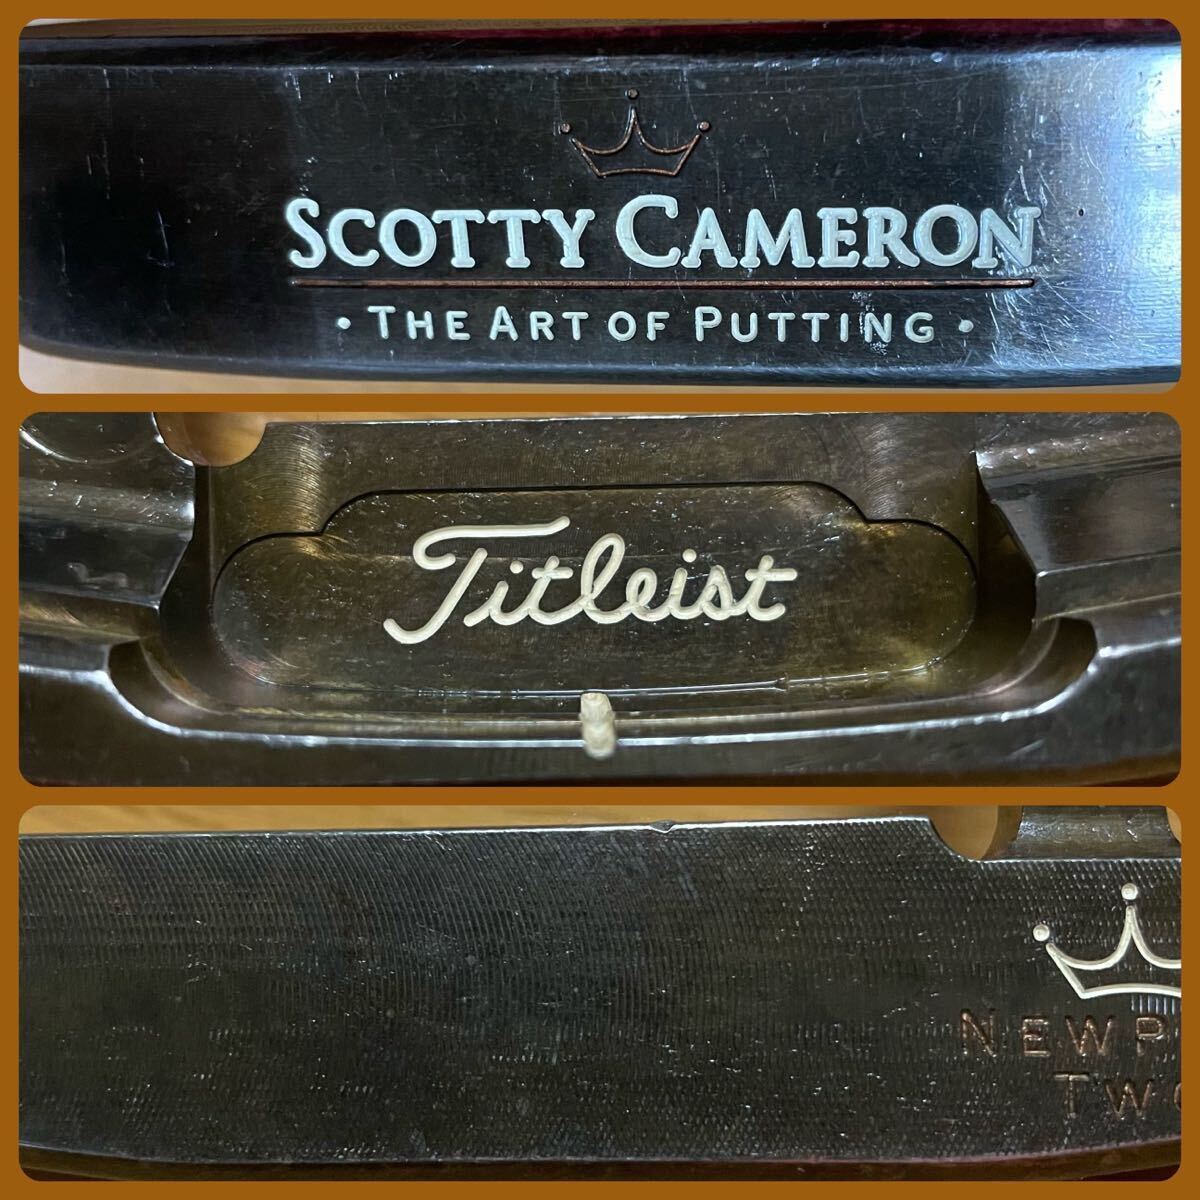 SCOTTY CAMERON
· THE ART OF PUTTING ·
Titleist